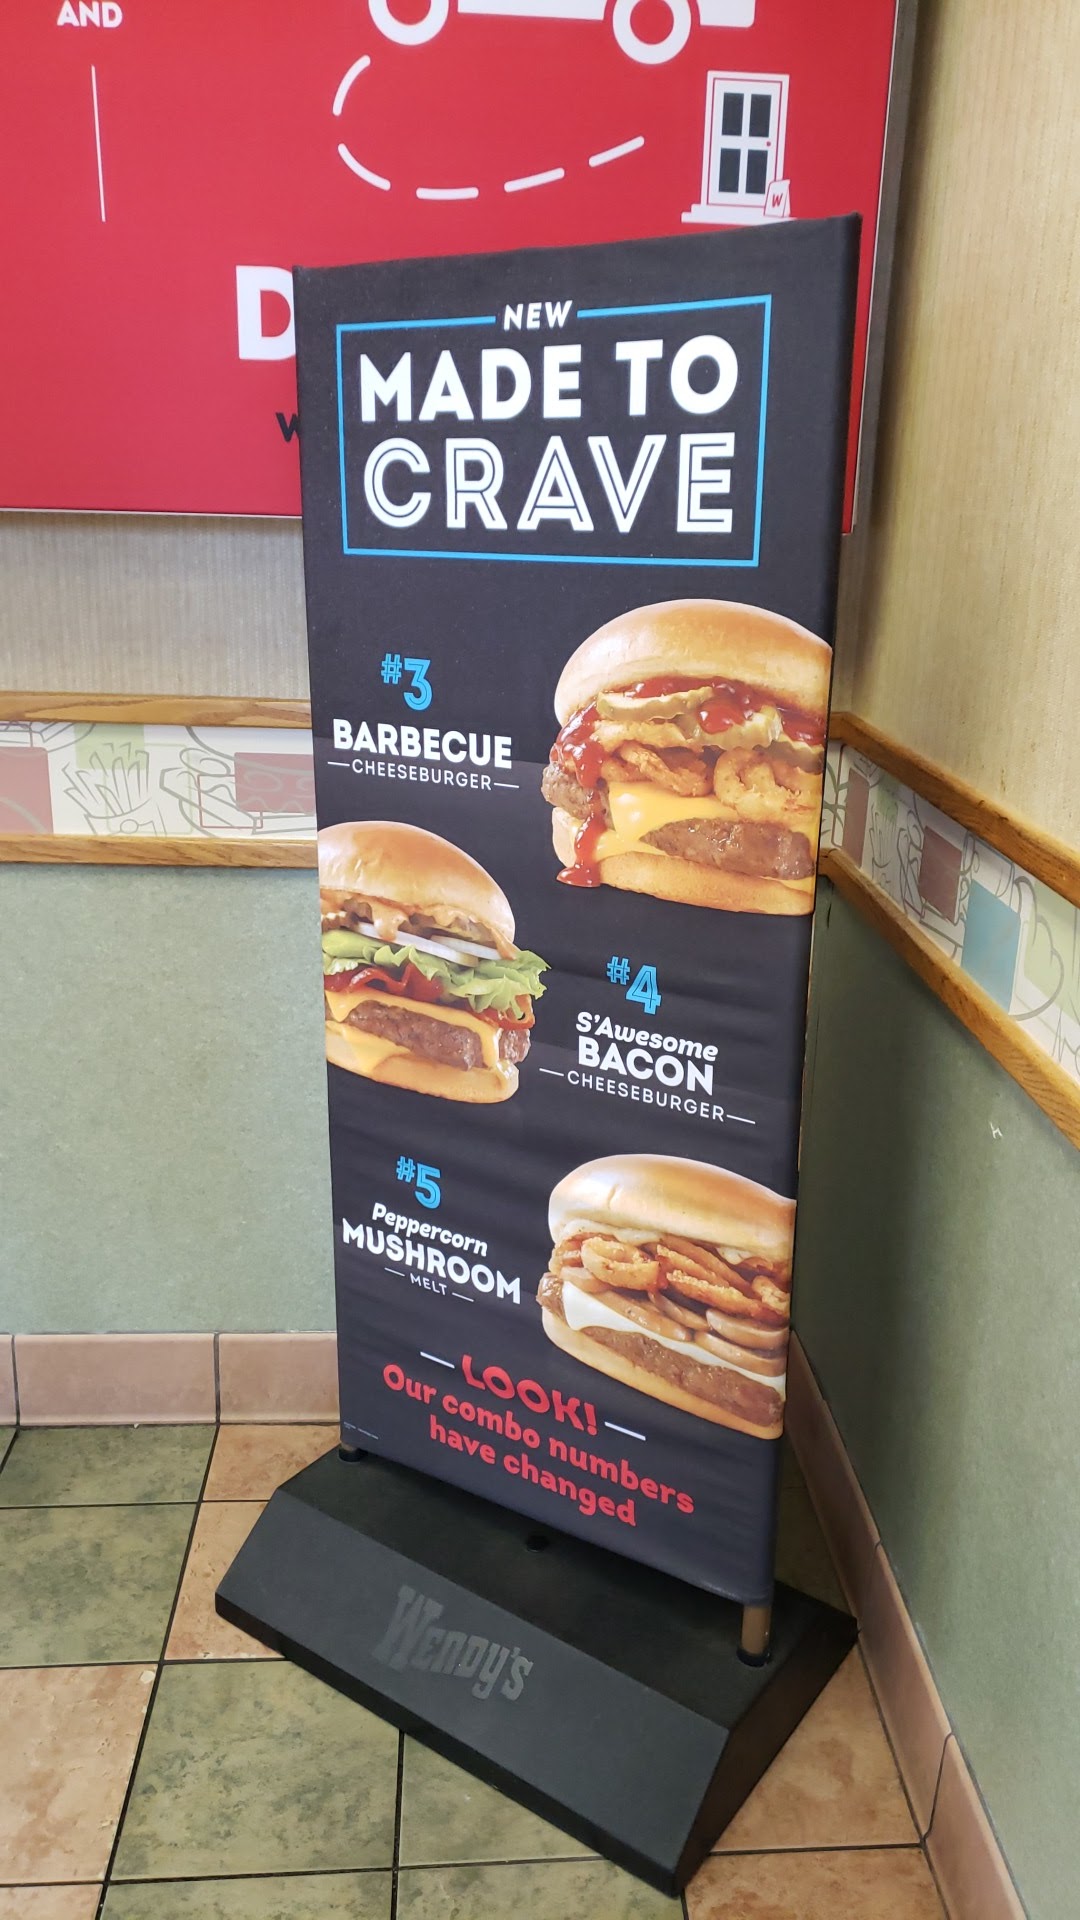 AND
W
D
W
NEW
MADE TO
CRAVE
#3
BARBECUE
CHEESEBURGER
#4
S'Awesome
BACON
CHEESEBURGER
#5
Peppercorn
MUSHROOM
MELT
LOOK!
Our combo numbers
have changed
WENDY'S